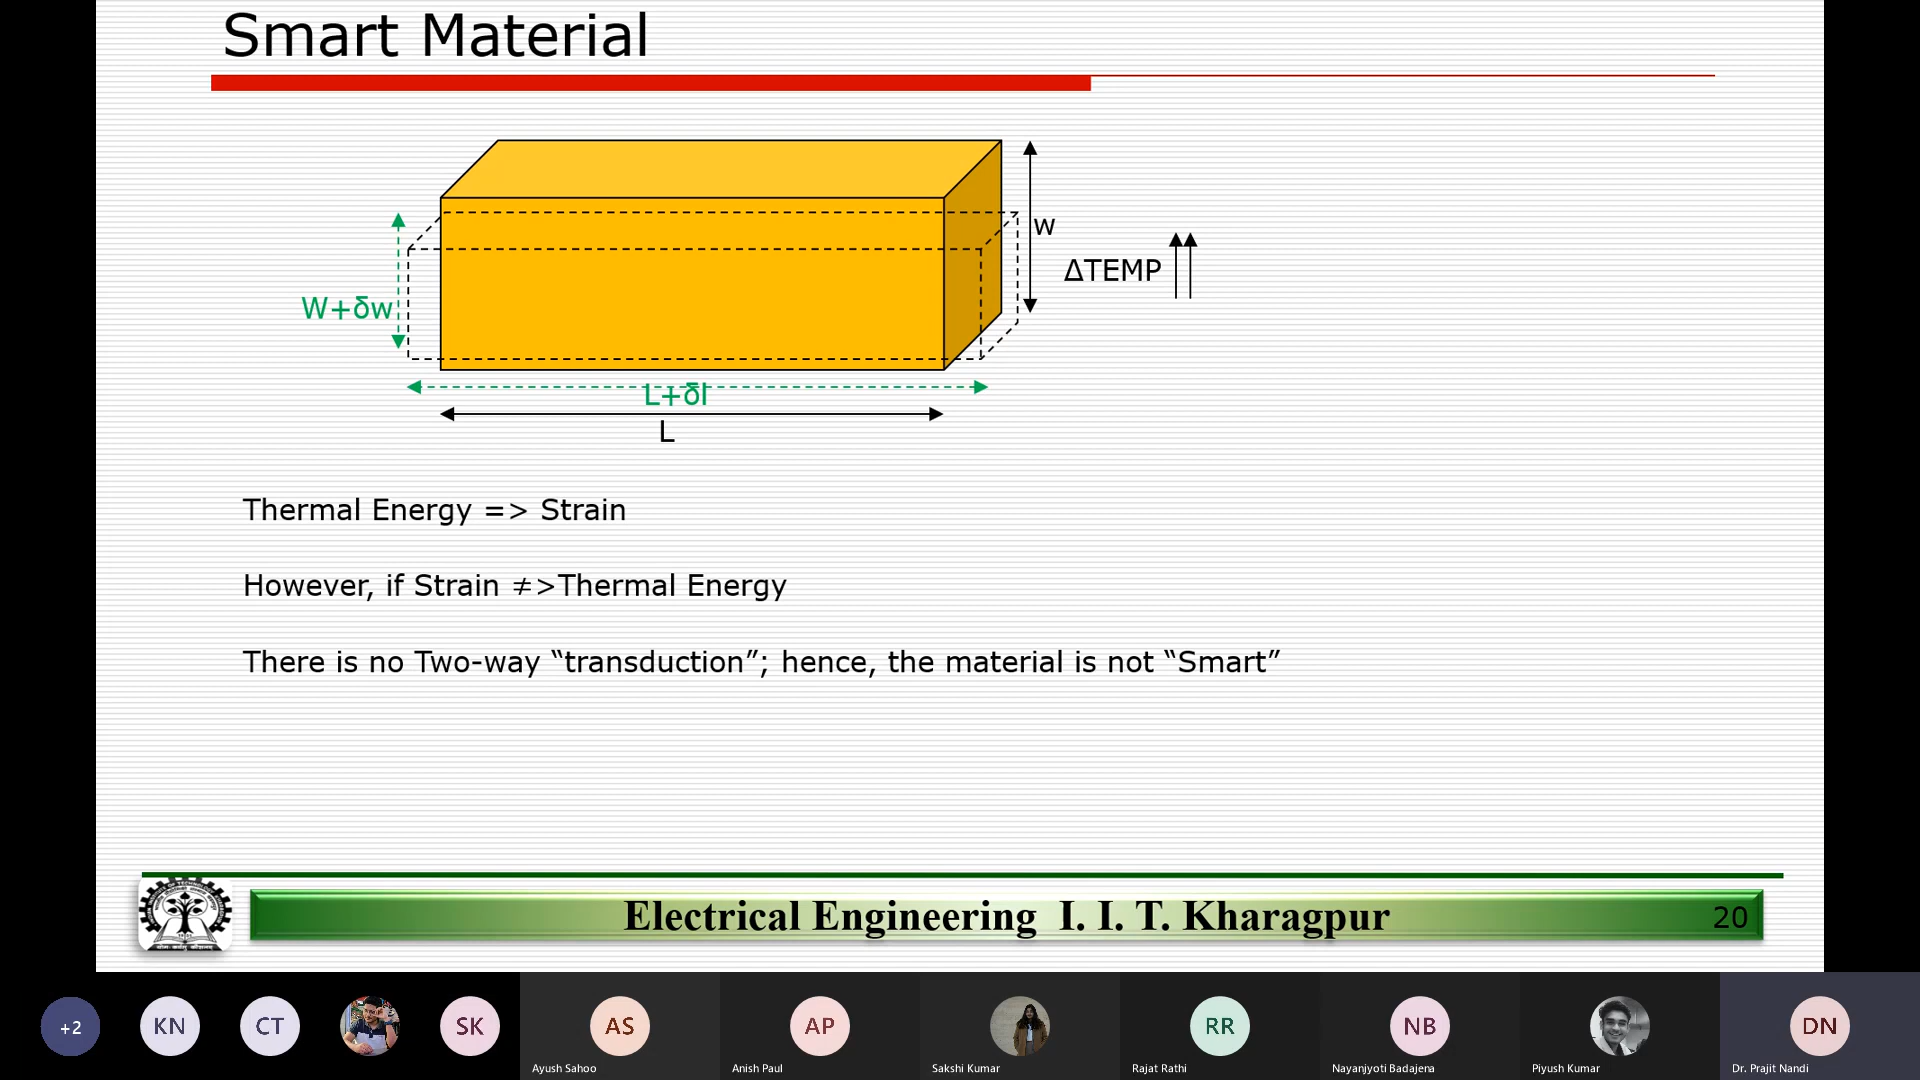 Smart Material
w
ΔTEMP
W+δw
L+δl
L
Thermal Energy => Strain
However, if Strain ≠>Thermal Energy
There is no Two-way “transduction”; hence, the material is not “Smart”
Electrical Engineering I. I. T. Kharagpur
20
+2
KN
CT
SK
AS
AP
RR
NB
DN
Ayush Sahoo
Anish Paul
Sakshi Kumar
Rajat Rathi
Nayanjyoti Badajena
Piyush Kumar
Dr. Prajit Nandi